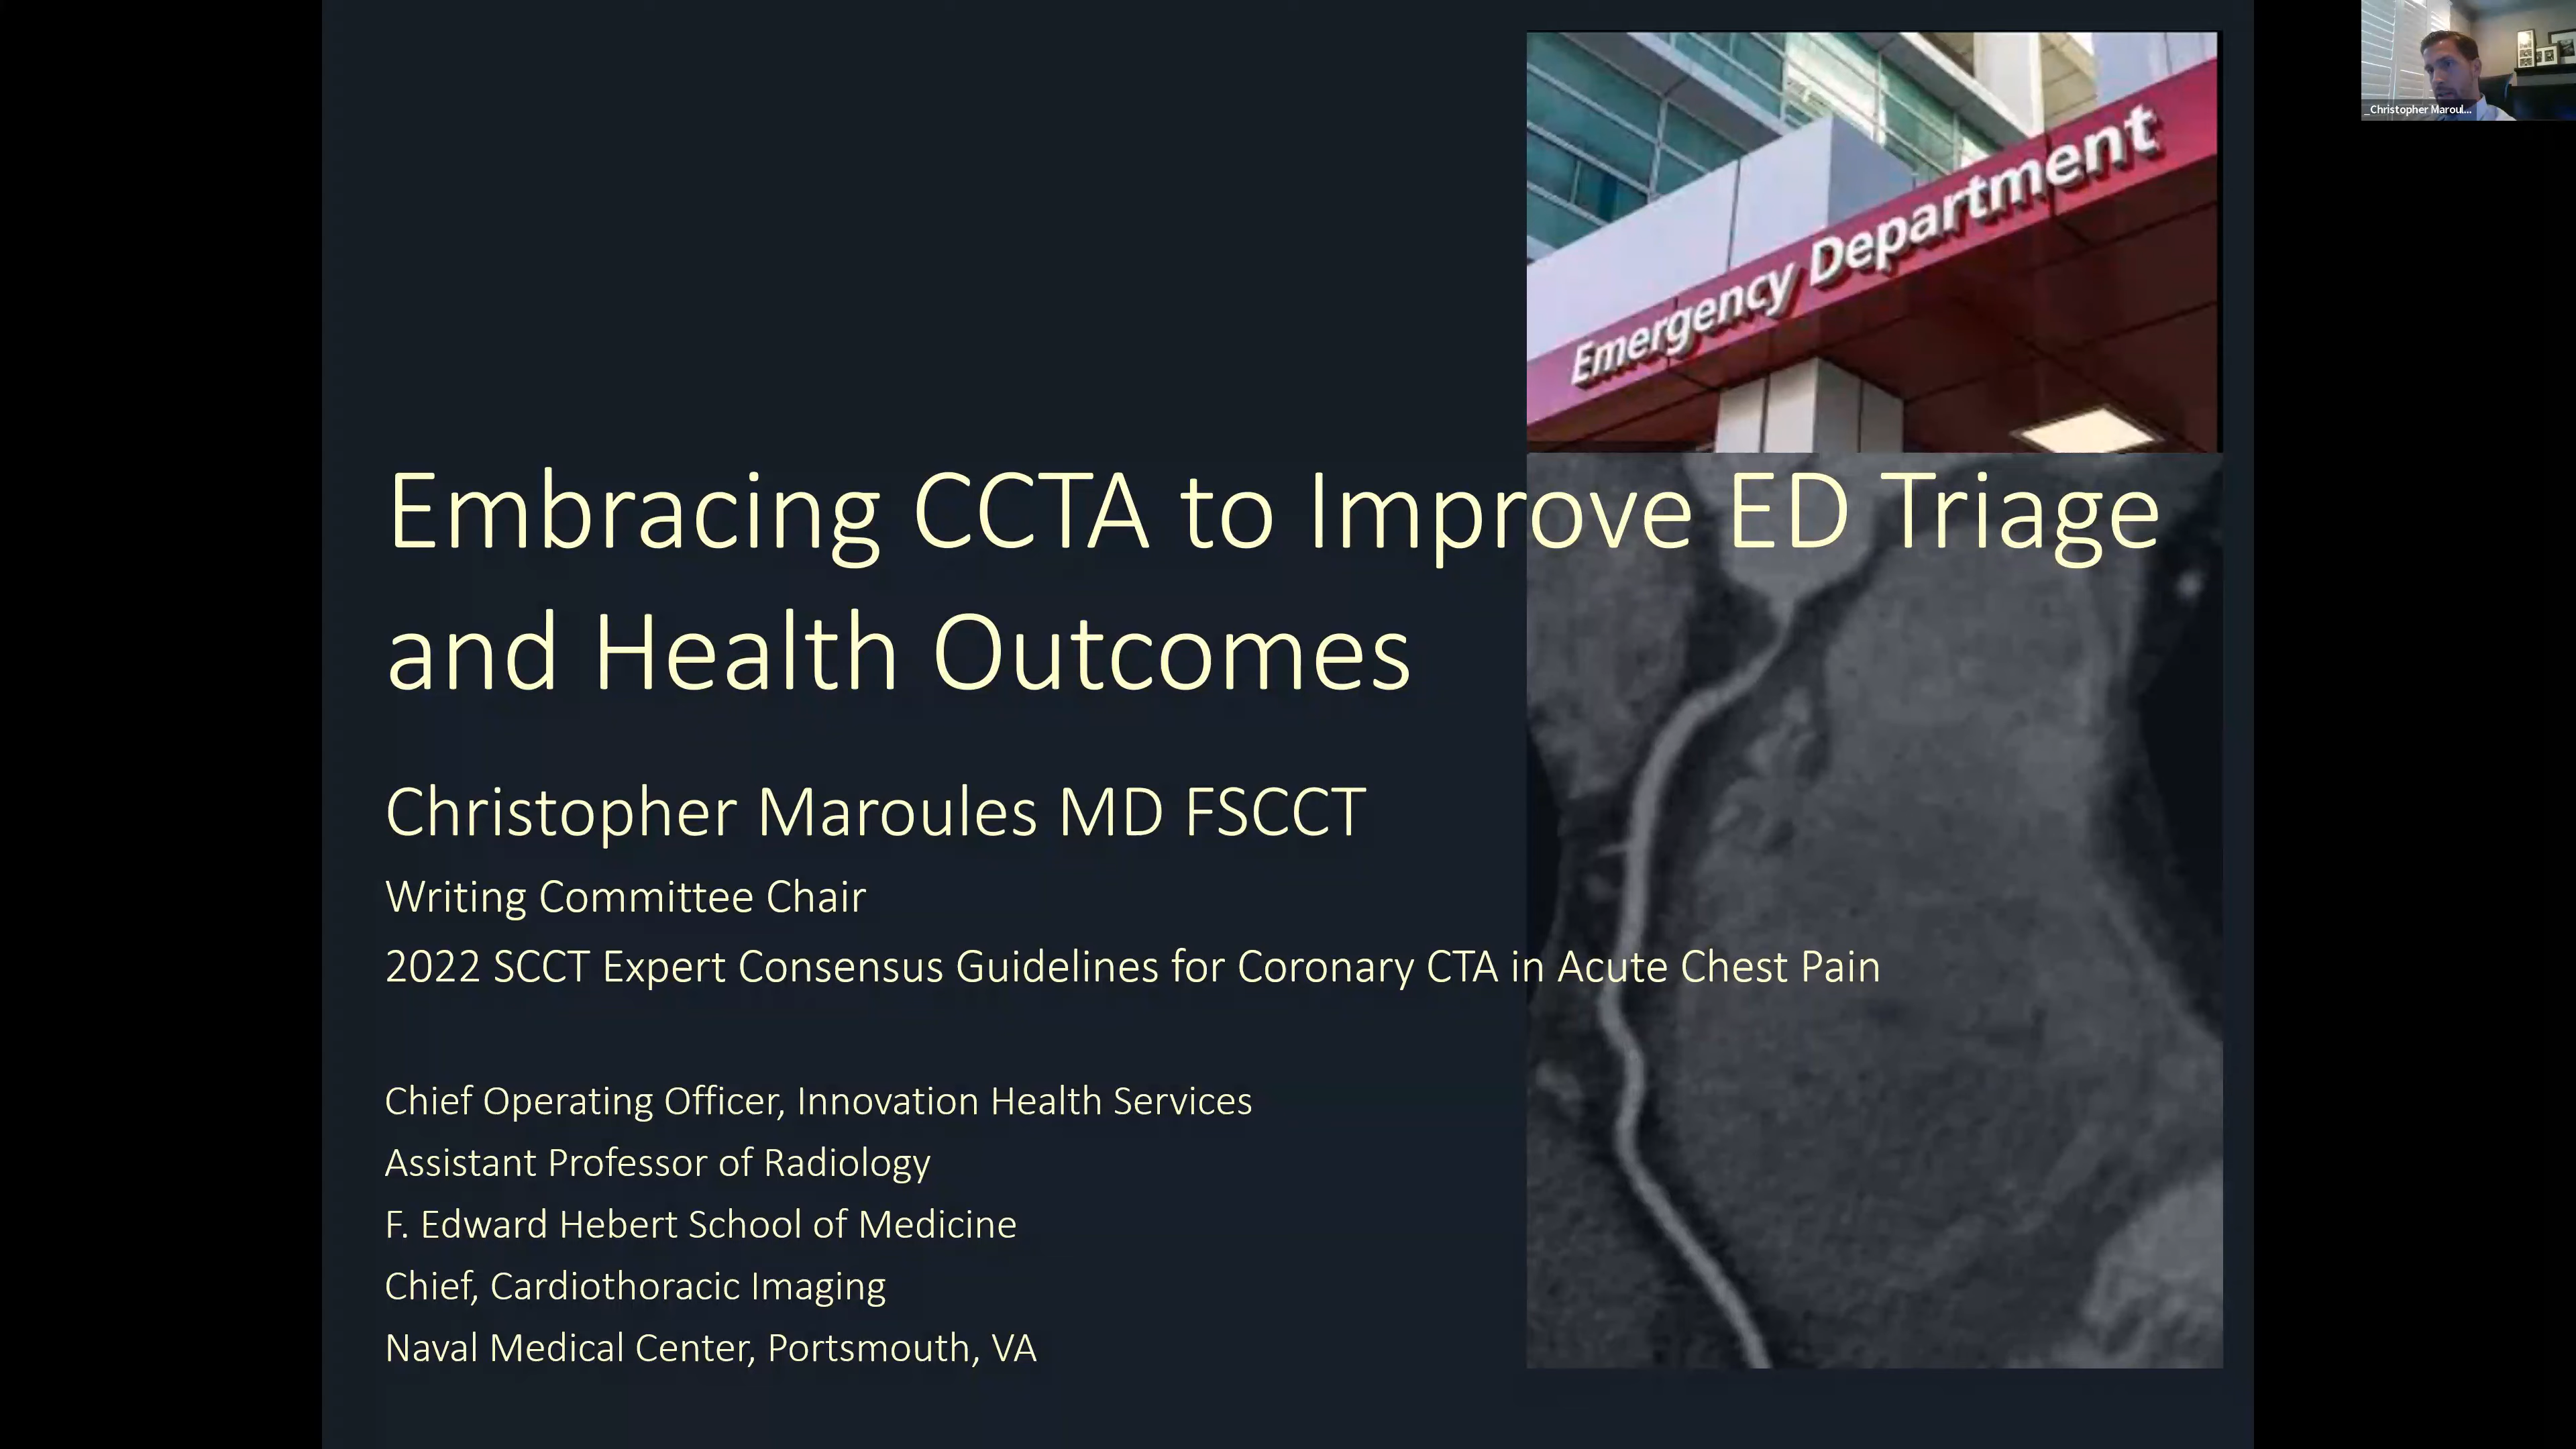 _Christopher Maroul...
Emergency Department
Embracing CCTA to Improve ED Triage
and Health Outcomes
Christopher Maroules MD FSCCT
Writing Committee Chair
2022 SCCT Expert Consensus Guidelines for Coronary CTA in Acute Chest Pain
Chief Operating Officer, Innovation Health Services
Assistant Professor of Radiology
F. Edward Hebert School of Medicine
Chief, Cardiothoracic Imaging
Naval Medical Center, Portsmouth, VA